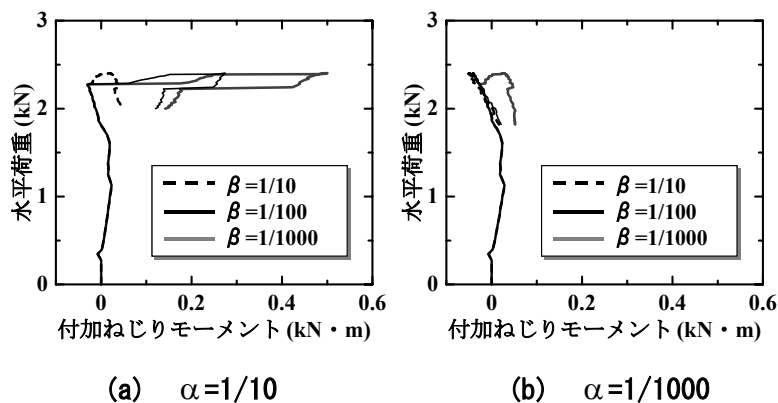 3
2
1
0
水平荷重(kN)
β=1/10
β=1/100
β=1/1000
0 0.2 0.4 0.6
付加ねじりモーメント(kN・m)
(a) α=1/10
3
2
1
0
水平荷重(kN)
β=1/10
β=1/100
β=1/1000
0 0.2 0.4 0.6
付加ねじりモーメント(kN・m)
(b) α=1/1000